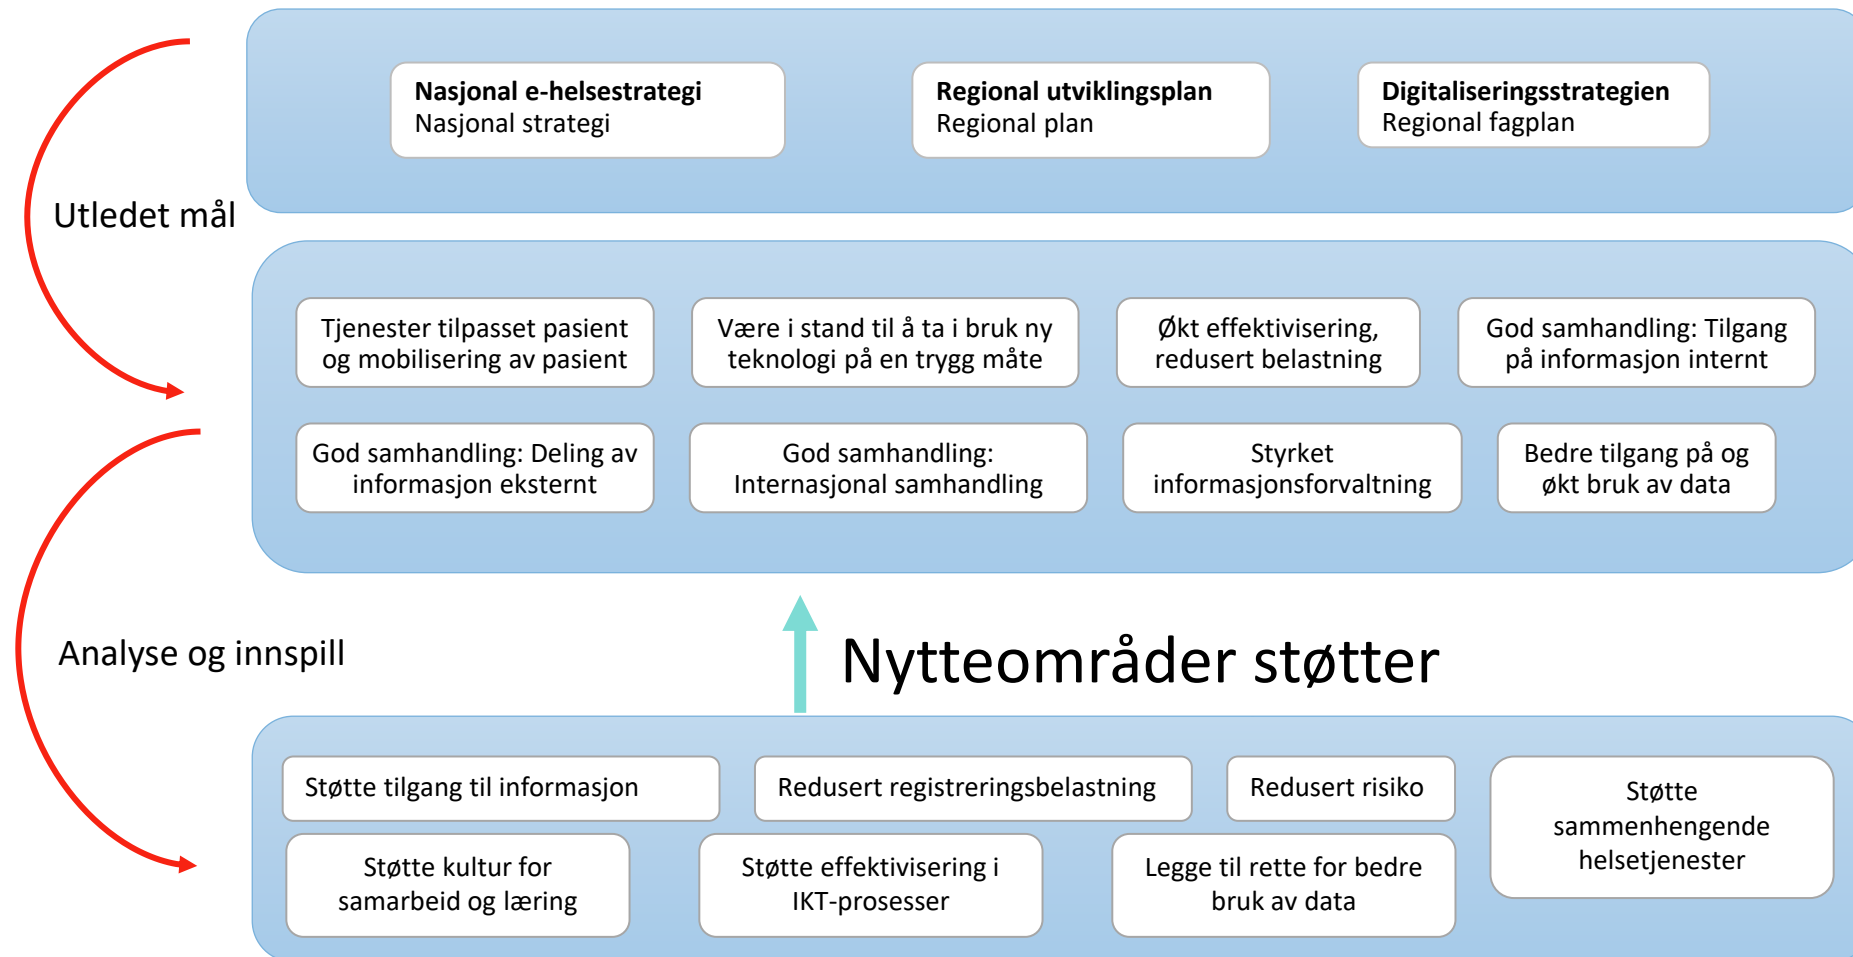 Nasjonal e-helsestrategi
Nasjonal strategi
Regional utviklingsplan
Regional plan
Digitaliseringsstrategien
Regional fagplan
Utledet mål
Tjenester tilpasset pasient
og mobilisering av pasient
Være i stand til å ta i bruk ny
teknologi på en trygg måte
Økt effektivisering,
redusert belastning
God samhandling: Tilgang
på informasjon internt
God samhandling: Deling av
informasjon eksternt
God samhandling:
Internasjonal samhandling
Styrket
informasjonsforvaltning
Bedre tilgang på og
økt bruk av data
Analyse og innspill
Nytteområder støtter
Støtte tilgang til informasjon
Redusert registreringsbelastning
Redusert risiko
Støtte
sammenhengende
helsetjenester
Støtte kultur for
samarbeid og læring
Støtte effektivisering i
IKT-prosesser
Legge til rette for bedre
bruk av data